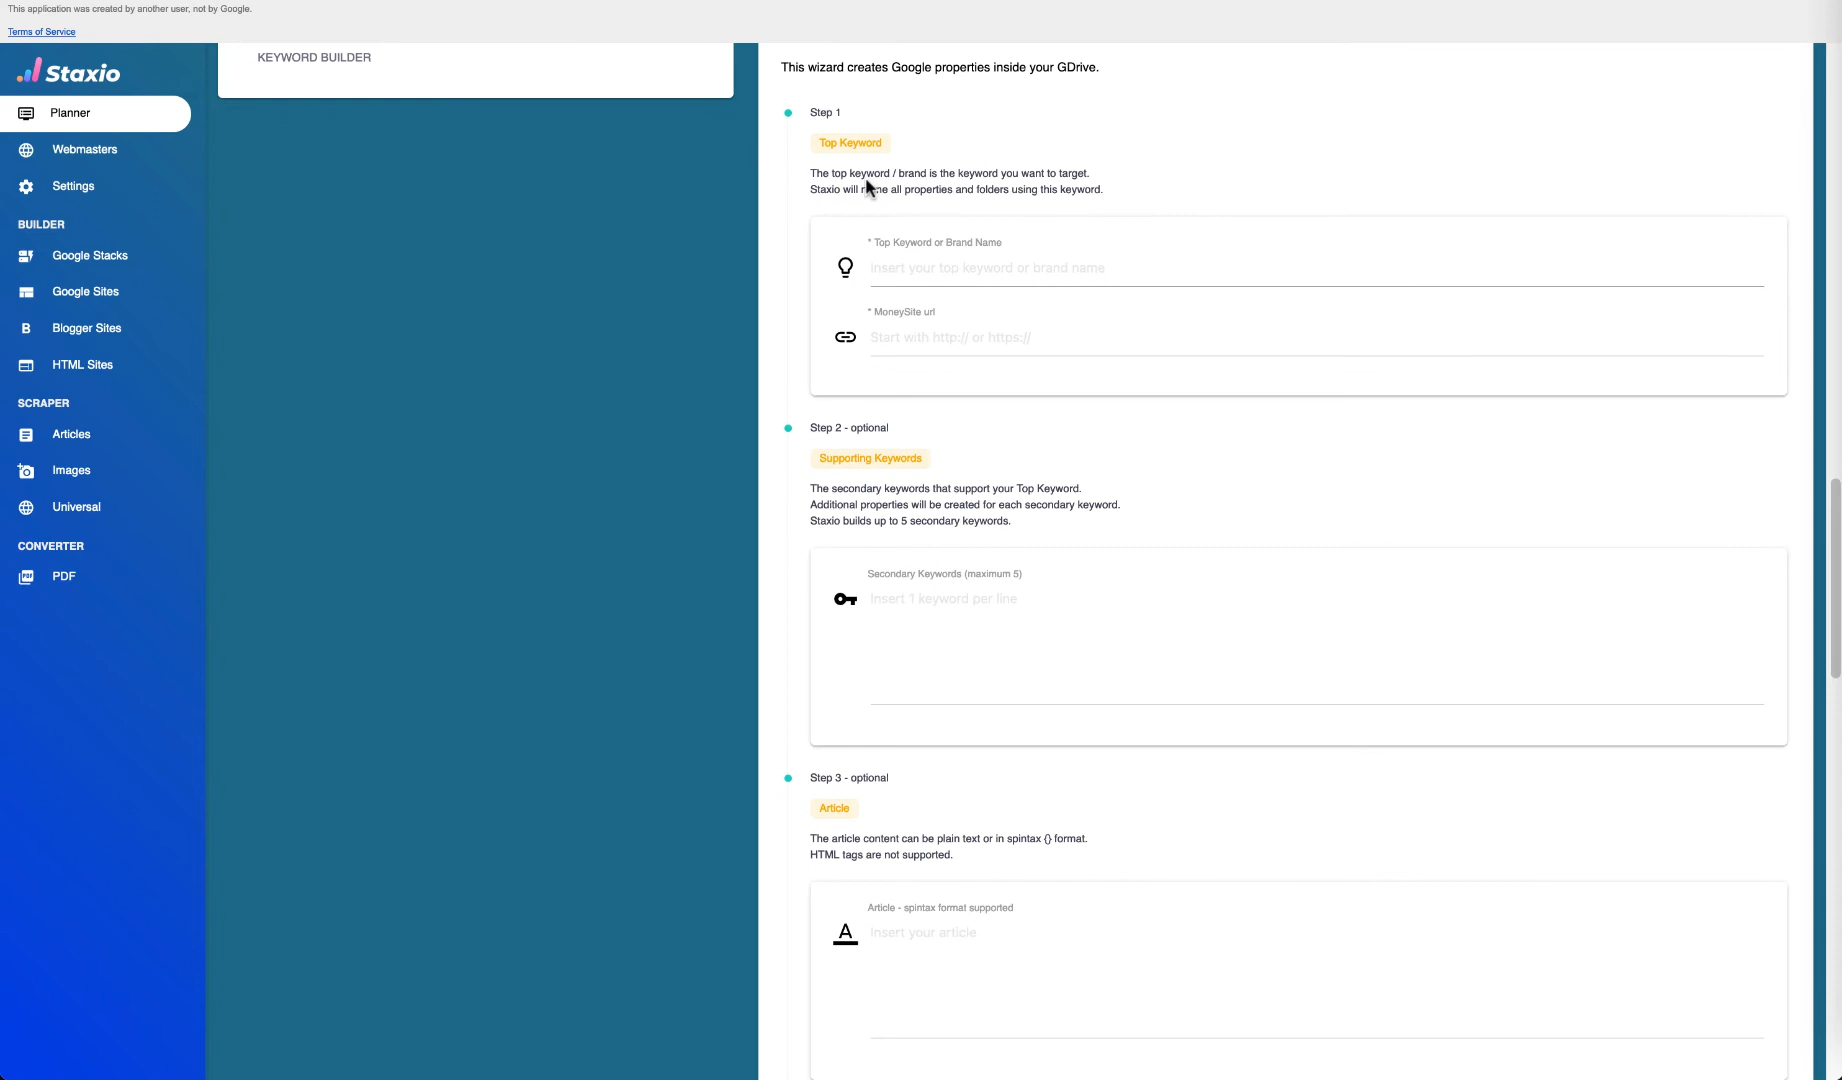 This application was created by another user, not by Google.
Terms of Service
Staxio
Planner
Webmasters
Settings
BUILDER
Google Stacks
Google Sites
B Blogger Sites
HTML Sites
SCRAPER
Articles
Images
Universal
CONVERTER
PDF PDF
KEYWORD BUILDER
This wizard creates Google properties inside your GDrive.
Step 1
Top Keyword
The top keyword / brand is the keyword you want to target.
Staxio will all properties and folders using this keyword.
* Top Keyword or Brand Name
Insert your top keyword or brand name
* MoneySite url
Start with http:// or https://
Step 2 - optional
Supporting Keywords
The secondary keywords that support your Top Keyword.
Additional properties will be created for each secondary keyword.
Staxio builds up to 5 secondary keywords.
Secondary Keywords (maximum 5)
Insert 1 keyword per line
Step 3 - optional
Article
The article content can be plain text or in spintax {} format.
HTML tags are not supported.
Article - spintax format supported
A Insert your article